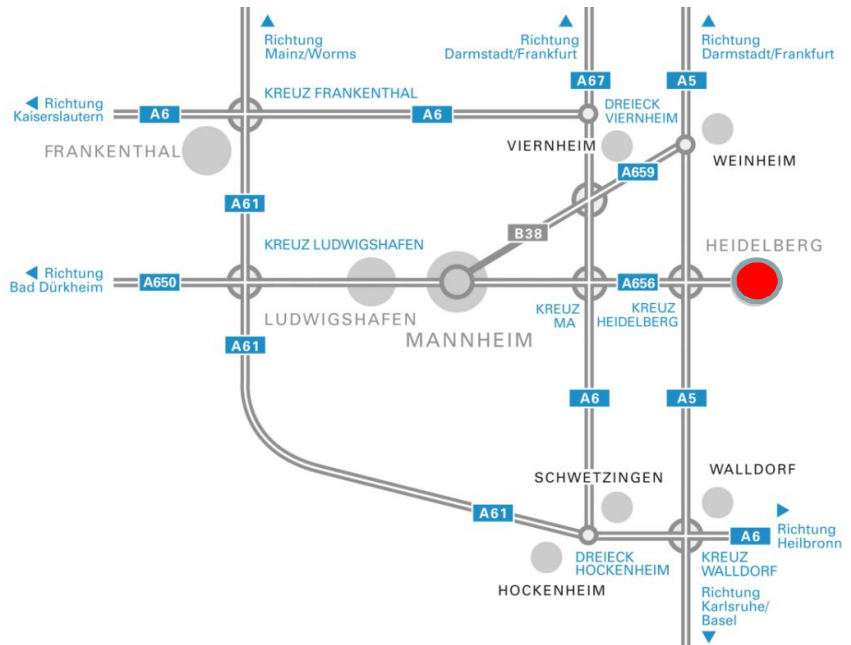 Richtung
Mainz/Worms
Richtung
Darmstadt/Frankfurt
Richtung
Darmstadt/Frankfurt
A67
A5
Richtung
Kaiserslautern
A6
KREUZ FRANKENTHAL
A6
DREIECK
VIERNHEIM
FRANKENTHAL
VIERNHEIM
WEINHEIM
A659
A61
B38
KREUZ LUDWIGSHAFEN
HEIDELBERG
Richtung
Bad Dürkheim
A650
A656
LUDWIGSHAFEN
MANNHEIM
KREUZ
MA
KREUZ
HEIDELBERG
A61
A6
A5
SCHWETZINGEN
WALLDORF
A61
A6
Richtung
Heilbronn
DREIECK
HOCKENHEIM
KREUZ
WALLDORF
HOCKENHEIM
Richtung
Karlsruhe/
Basel